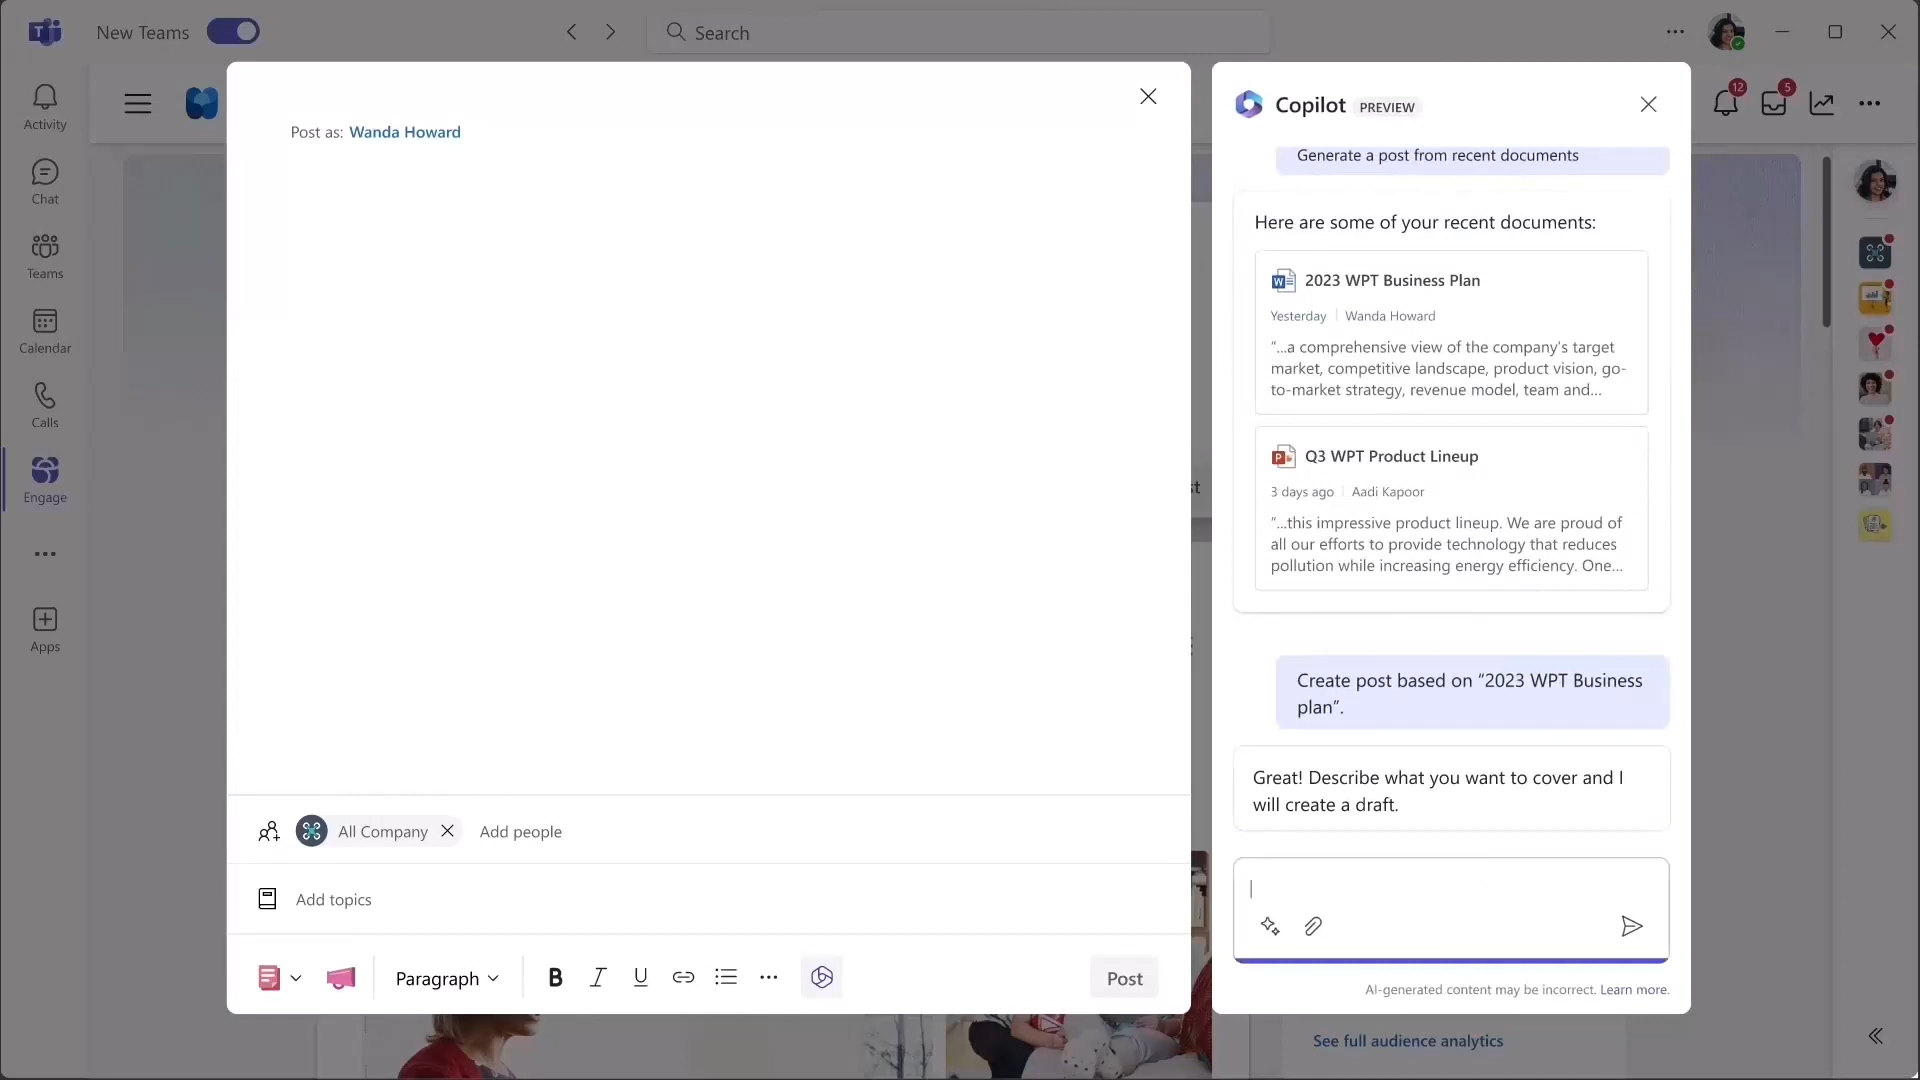 New Teams
Search
Activity
Chat
Teams
Calendar
Calls
Engage
Apps
12
5
Post as: Wanda Howard
All Company
Add people
Add topics
Paragraph
B I U
Post
Copilot PREVIEW
Generate a post from recent documents
Here are some of your recent documents:
2023 WPT Business Plan
Yesterday | Wanda Howard
“...a comprehensive view of the company's target
market, competitive landscape, product vision, go-
to-market strategy, revenue model, team and...
Q3 WPT Product Lineup
3 days ago | Aadi Kapoor
“...this impressive product lineup. We are proud of
all our efforts to provide technology that reduces
pollution while increasing energy efficiency. One...
Create post based on “2023 WPT Business
plan”.
Great! Describe what you want to cover and I
will create a draft.
AI-generated content may be incorrect. Learn more.
See full audience analytics